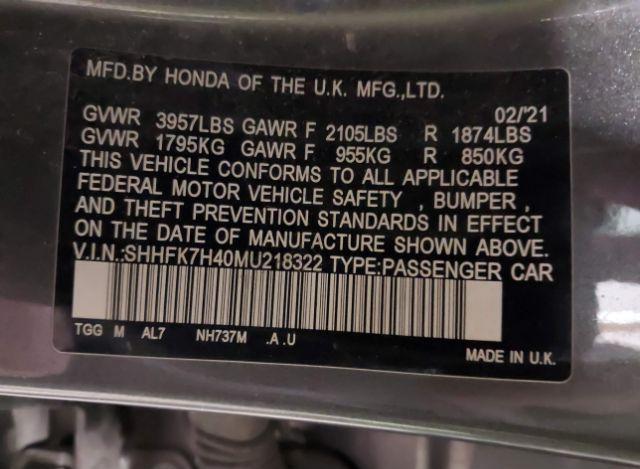 MFD.BY HONDA OF THE U.K. MFG.,LTD.
02/'21
GVWR 3957LBS GAWR F 2105LBS R 1874LBS
GVWR 1795KG GAWR F 955KG R 850KG
THIS VEHICLE CONFORMS TO ALL APPLICABLE
FEDERAL MOTOR VEHICLE SAFETY , BUMPER ,
AND THEFT PREVENTION STANDARDS IN EFFECT
ON THE DATE OF MANUFACTURE SHOWN ABOVE.
V.I.N.:SHHFK7H40MU218322 TYPE:PASSENGER CAR
TGG M AL7 NH737M .A .U
MADE IN U.K.